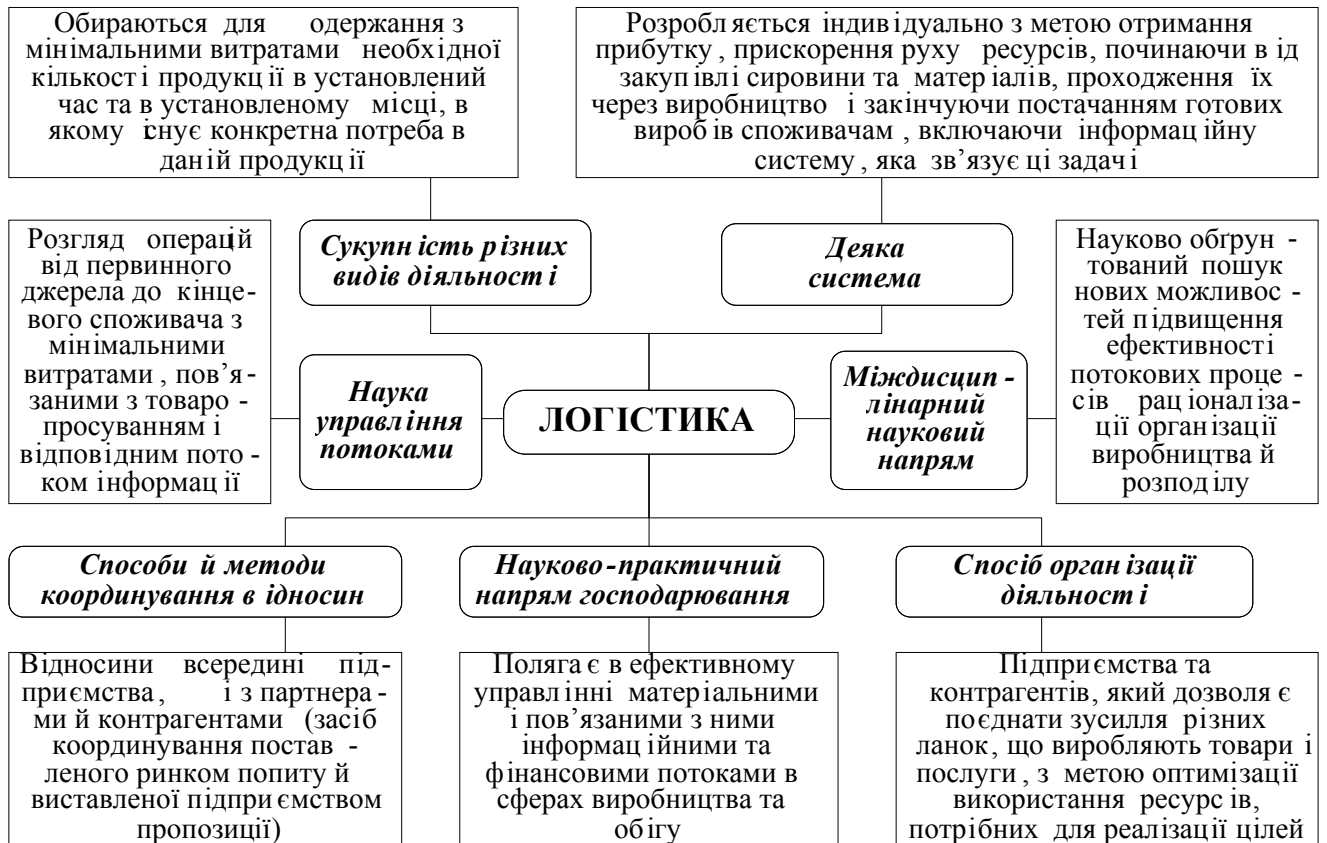 Обираються для одержання з
мінімальними витратами необхідної
кількості продукції в установлений
час та в установленому місці, в
якому існує конкретна потреба в
даній продукції
Розробляється індивідуально з метою отримання
прибутку, прискорення руху ресурсів, починаючи від
закупівлі сировини та матеріалів, проходження їх
через виробництво і закінчуючи постачанням готових
виробів споживачам, включаючи інформаційну
систему, яка зв’язує ці задачі
Сукупність різних
видів діяльності
Деяка
система
Розгляд операцій
від первинного
джерела до кінце-
вого споживача з
мінімальними
витратами, пов’я-
заними з товаро-
просуванням і
відповідним пото-
ком інформації
Наука
управління
потоками
ЛОГІСТИКА
Міждисцип-
лінарний
науковий
напрям
Науково обґрун-
тований пошук
нових можливос-
тей підвищення
ефективності
потокових проце-
сів раціоналіза-
ції організації
виробництва й
розподілу
Способи й методи
координування відносин
Науково-практичний
напрям господарювання
Спосіб організації
діяльності
Відносини всередині під-
приємства, і з партнера-
ми й контрагентами (засіб
координування постав-
леного ринком попиту й
виставленої підприємством
пропозиції)
Полягає в ефективному
управлінні матеріальними
і пов’язаними з ними
інформаційними та
фінансовими потоками в
сферах виробництва та
обігу
Підприємства та
контрагентів, який дозволяє
поєднати зусилля різних
ланок, що виробляють товари і
послуги, з метою оптимізації
використання ресурсів,
потрібних для реалізації цілей